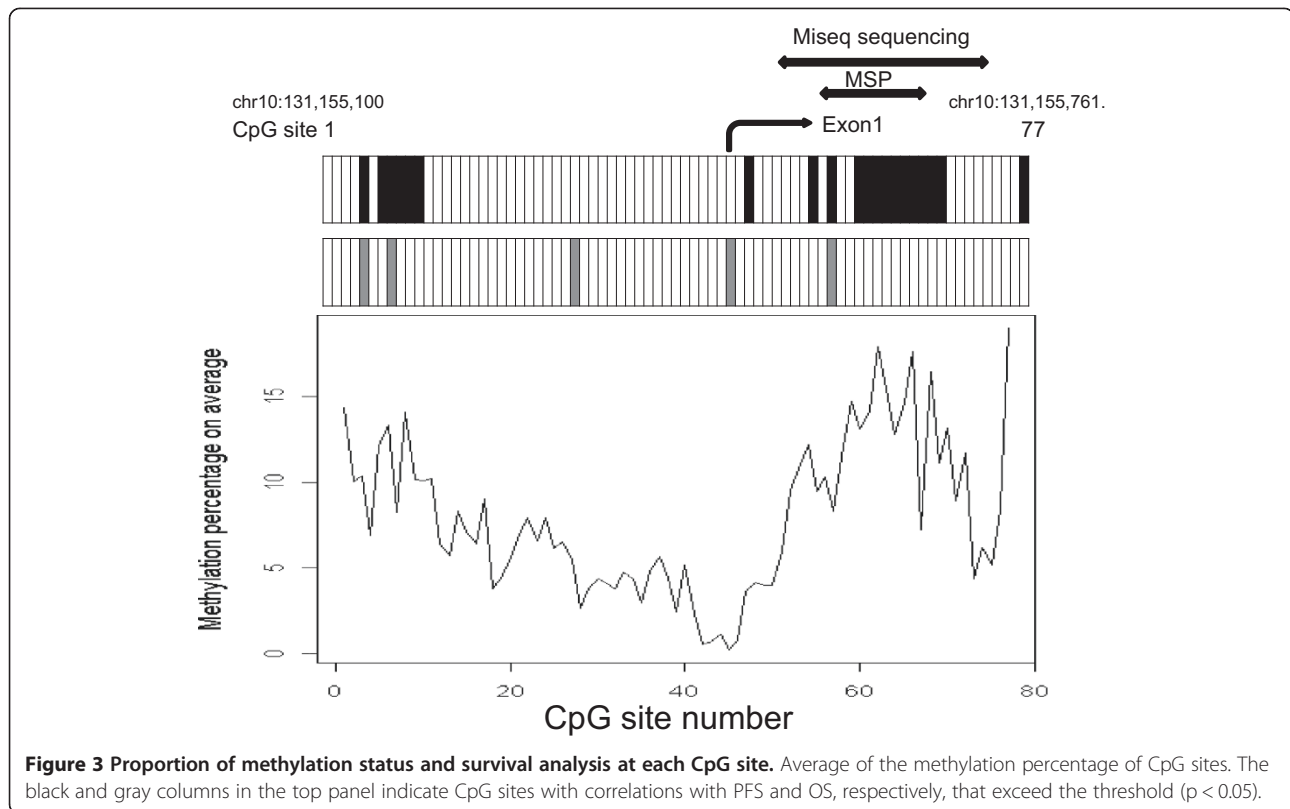 Miseq sequencing
MSP
chr10:131,155,100
chr10:131,155,761.
CpG site 1
Exon1
77
Methylation percentage on average
15
10
5
0
0 20 40 60 80
CpG site number
Figure 3 Proportion of methylation status and survival analysis at each CpG site. Average of the methylation percentage of CpG sites. The
black and gray columns in the top panel indicate CpG sites with correlations with PFS and OS, respectively, that exceed the threshold (p < 0.05).